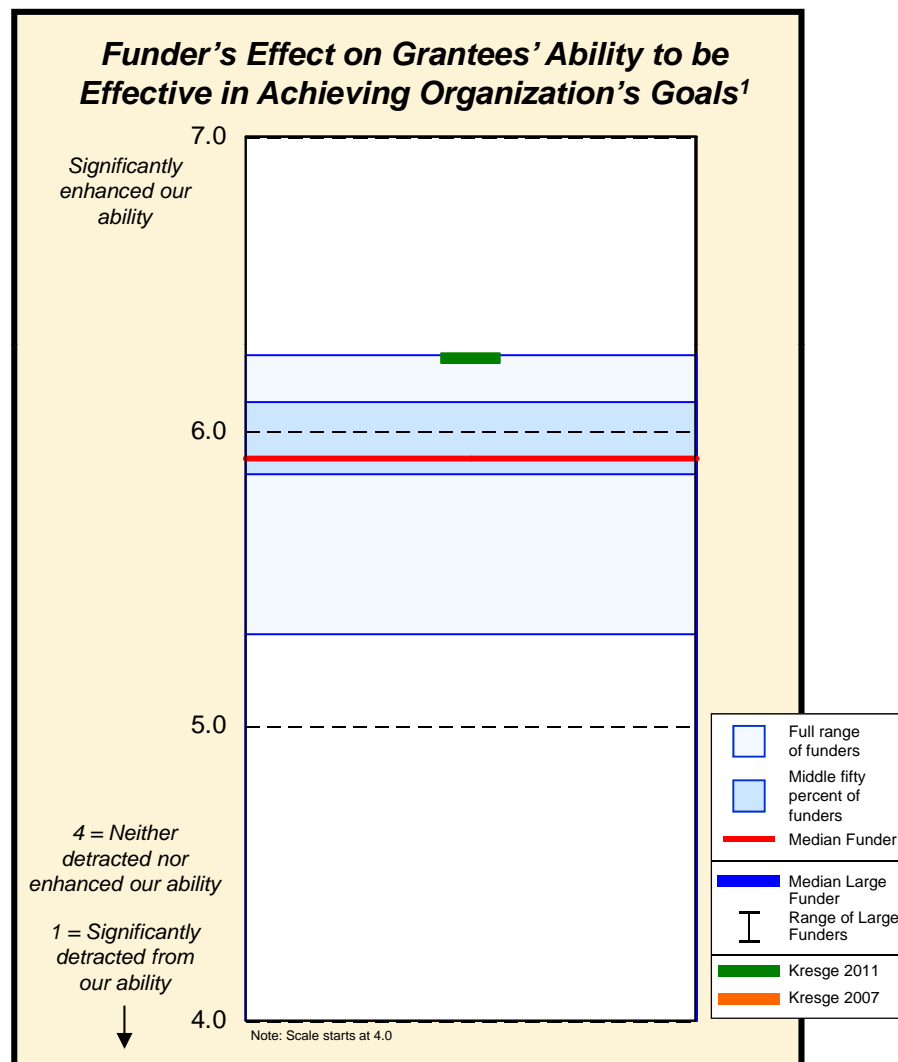 Funder's Effect on Grantees' Ability to be
Effective in Achieving Organization's Goals¹
7.0
Significantly
enhanced our
ability
6.0
5.0
4 = Neither
detracted nor
enhanced our ability
1 = Significantly
detracted from
our ability
4.0
Note: Scale starts at 4.0
Full range
of funders
Middle fifty
percent of
funders
Median Funder
Median Large
Funder
Range of Large
Funders
Kresge 2011
Kresge 2007